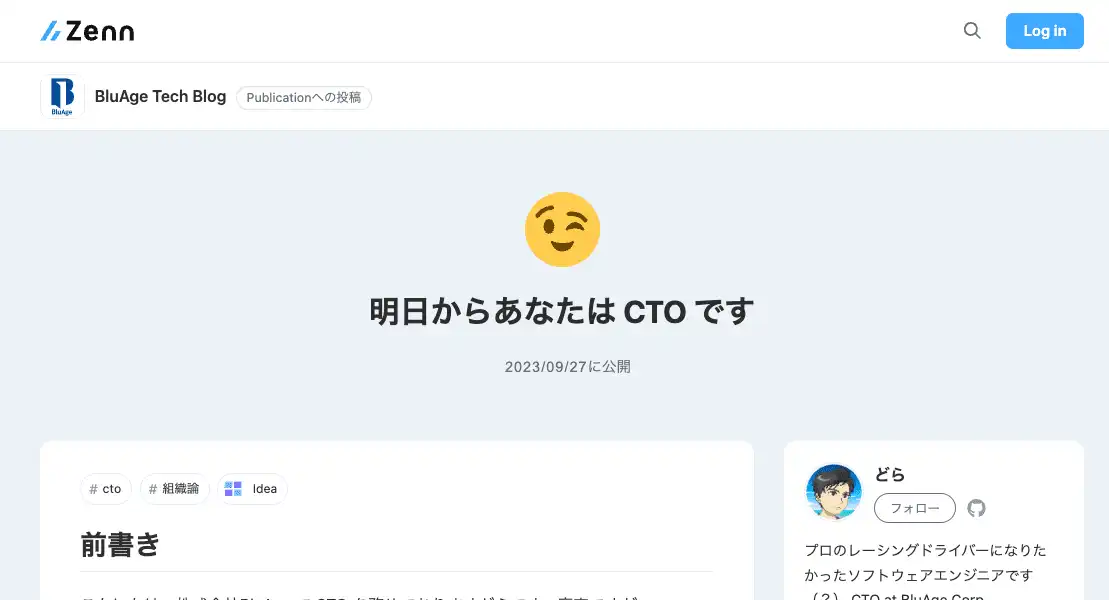 Zenn
Log in
BluAge
BluAge Tech Blog
Publicationへの投稿
明日からあなたは CTO です
2023/09/27に公開
# cto
# 組織論
Idea
前書き
どら
フォロー
プロのレーシングドライバーになりた
かったソフトウェアエンジニアです
（？） CTO at BluAge Corp.